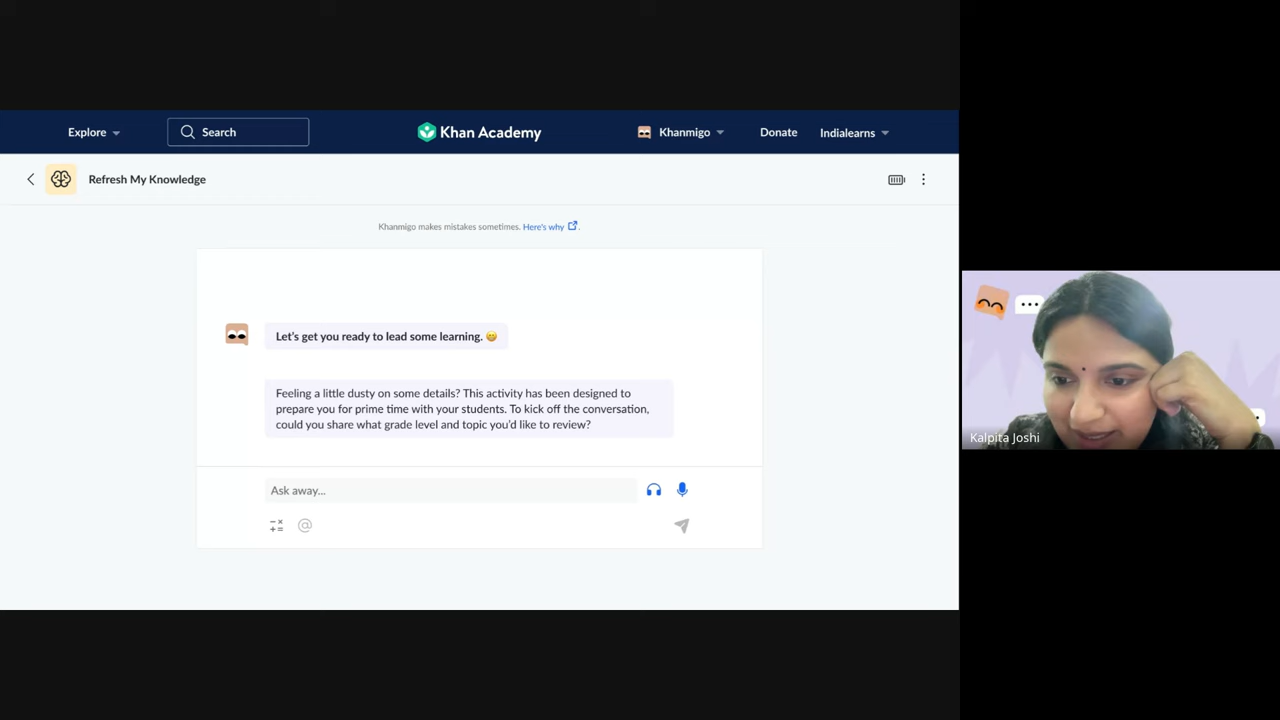 Explore
Search
Khan Academy
Khanmigo
Donate
Indialearns
Refresh My Knowledge
Khanmigo makes mistakes sometimes. Here's why.
Let's get you ready to lead some learning. 😄
Feeling a little dusty on some details? This activity has been designed to
prepare you for prime time with your students. To kick off the conversation,
could you share what grade level and topic you'd like to review?
Ask away...
Kalpita Joshi